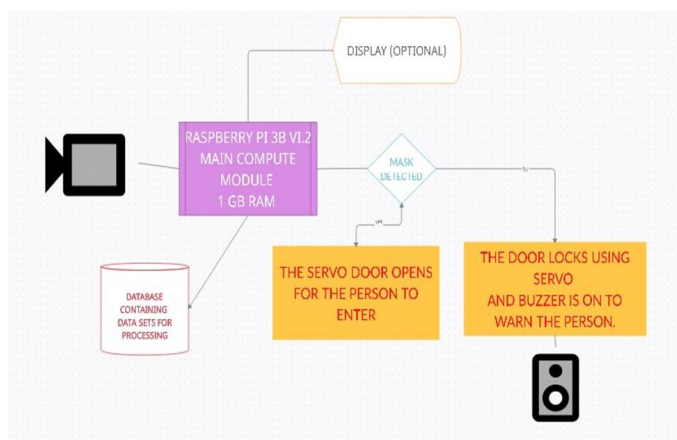 DISPLAY (OPTIONAL)
RASPBERRY PI 3B V1.2
MAIN COMPUTE
MODULE
1 GB RAM
MASK
DETECTED
THE SERVO DOOR OPENS
FOR THE PERSON TO
ENTER
THE DOOR LOCKS USING
SERVO
AND BUZZER IS ON TO
WARN THE PERSON.
DATABASE
CONTAINING
DATA SETS FOR
PROCESSING